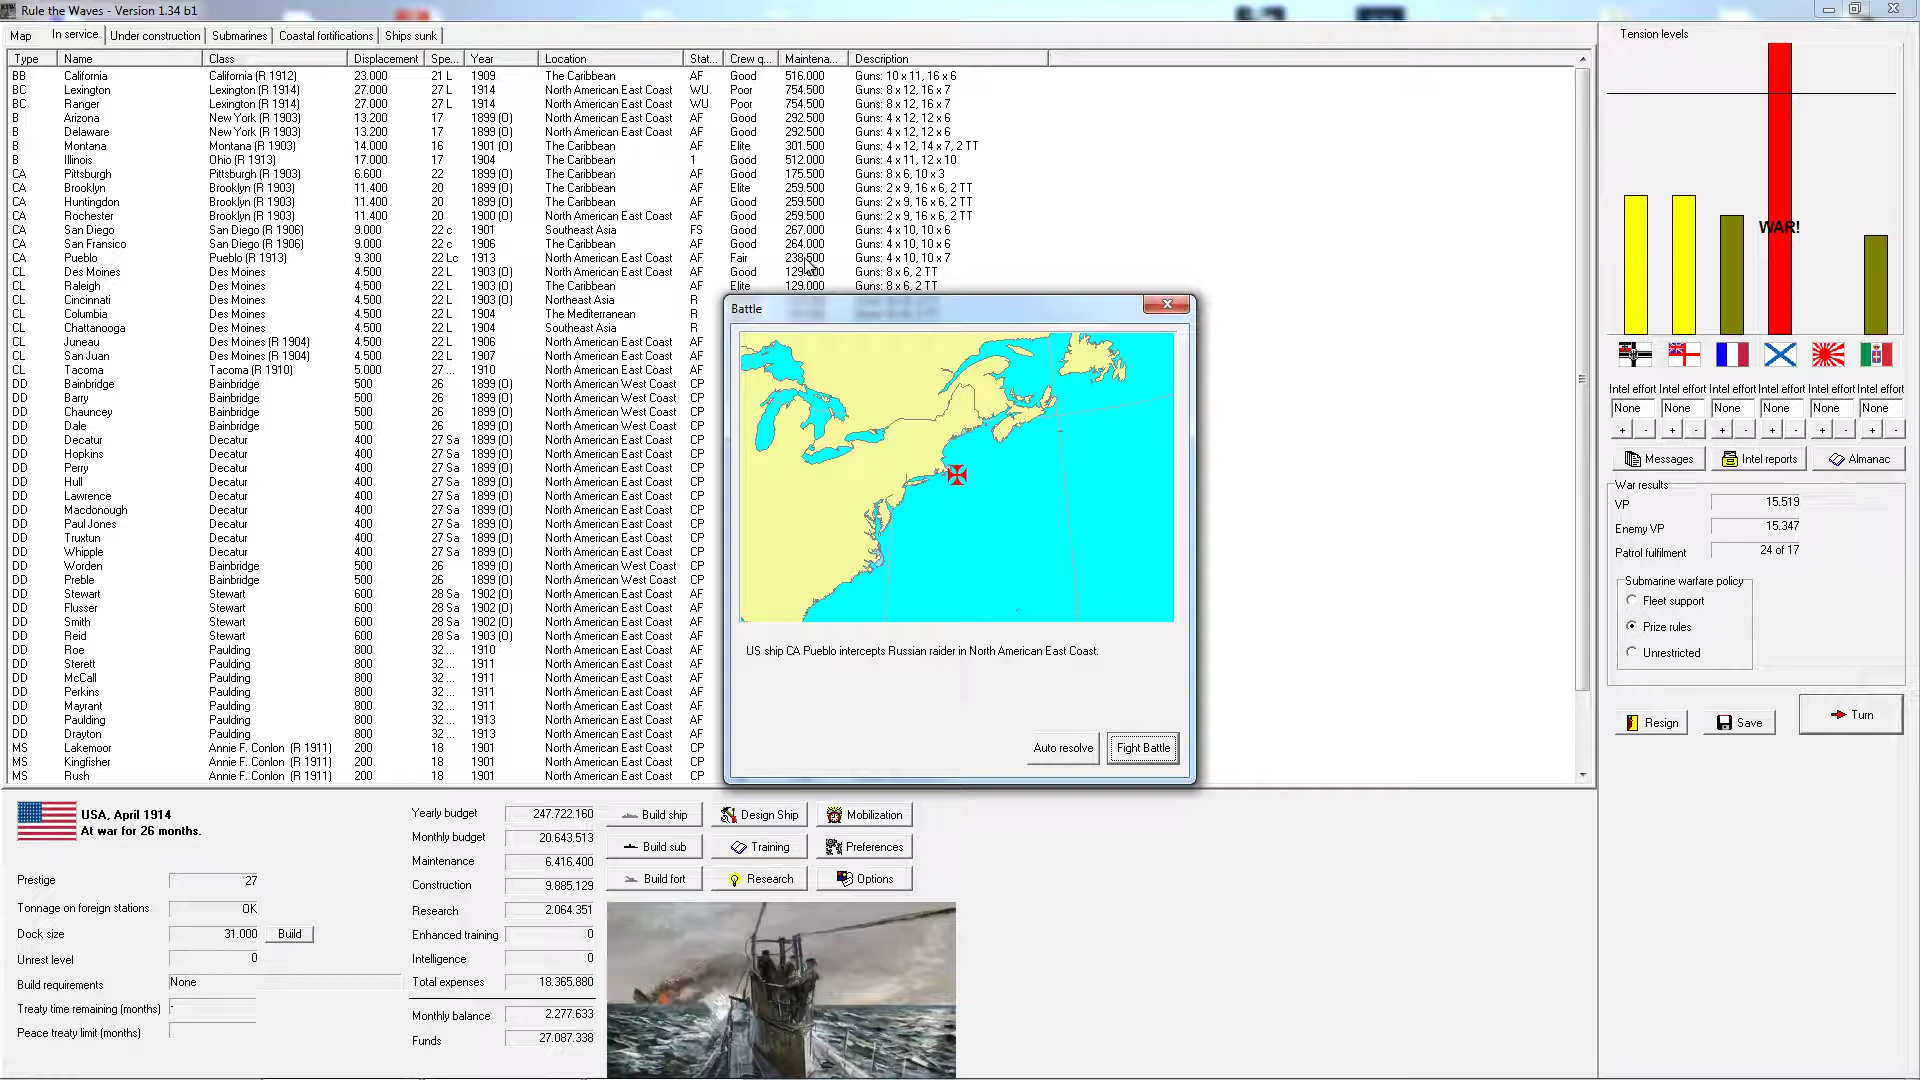 Rule the Waves - Version 1.34 b1
Map In service Under construction Submarines Coastal fortifications Ships sunk
Type Name Class Displacement Spe... Year Location Stat... Crew q... Maintena... Description
BB California California (R 1912) 23.000 21 L 1909 The Caribbean AF Good 516.000 Guns: 10 x 11, 16 x 6
BC Lexington Lexington (R 1914) 27.000 27 L 1914 North American East Coast WU Poor 754.500 Guns: 8 x 12, 16 x 7
BC Ranger Lexington (R 1914) 27.000 27 L 1914 North American East Coast WU Poor 754.500 Guns: 8 x 12, 16 x 7
B Arizona New York (R 1903) 13.200 17 1899 (O) North American East Coast AF Good 292.500 Guns: 4 x 12, 12 x 6
B Delaware New York (R 1903) 13.200 17 1899 (O) North American East Coast AF Good 292.500 Guns: 4 x 12, 12 x 6
B Montana Montana (R 1903) 14.000 16 1901 (O) The Caribbean AF Elite 301.500 Guns: 4 x 12, 14 x 7, 2 TT
B Illinois Ohio (R 1913) 17.000 17 1904 The Caribbean 1 Good 512.000 Guns: 4 x 11, 12 x 10
CA Pittsburgh Pittsburgh (R 1903) 6.600 22 1899 (O) The Caribbean AF Good 175.500 Guns: 8 x 6, 10 x 3
CA Brooklyn Brooklyn (R 1903) 11.400 20 1899 (O) The Caribbean AF Elite 259.500 Guns: 2 x 9, 16 x 6, 2 TT
CA Huntingdon Brooklyn (R 1903) 11.400 20 1899 (O) The Caribbean AF Good 259.500 Guns: 2 x 9, 16 x 6, 2 TT
CA Rochester Brooklyn (R 1903) 11.400 20 1900 (O) North American East Coast AF Good 259.500 Guns: 2 x 9, 16 x 6, 2 TT
CA San Diego San Diego (R 1906) 9.000 22 c 1901 Southeast Asia FS Good 267.000 Guns: 4 x 10, 10 x 6
CA San Fransico San Diego (R 1906) 9.000 22 c 1906 The Caribbean AF Good 264.000 Guns: 4 x 10, 10 x 6
CA Pueblo Pueblo (R 1913) 9.300 22 Lc 1913 North American East Coast AF Fair 238.500 Guns: 4 x 10, 10 x 7
CL Des Moines Des Moines 4.500 22 L 1903 (O) North American East Coast AF Good 129.000 Guns: 8 x 6, 2 TT
CL Raleigh Des Moines 4.500 22 L 1903 (O) The Caribbean AF Elite 129.000 Guns: 8 x 6, 2 TT
CL Cincinnati Des Moines 4.500 22 L 1903 (O) Northeast Asia R
CL Columbia Des Moines 4.500 22 L 1904 The Mediterranean R
CL Chattanooga Des Moines 4.500 22 L 1904 Southeast Asia R
CL Juneau Des Moines (R 1904) 4.500 22 L 1906 North American East Coast AF
CL San Juan Des Moines (R 1904) 4.500 22 L 1907 North American East Coast AF
CL Tacoma Tacoma (R 1910) 5.000 27 ... 1910 North American East Coast AF
DD Bainbridge Bainbridge 500 26 1899 (O) North American West Coast CP
DD Barry Bainbridge 500 26 1899 (O) North American West Coast CP
DD Chauncey Bainbridge 500 26 1899 (O) North American West Coast CP
DD Dale Bainbridge 500 26 1899 (O) North American West Coast CP
DD Decatur Decatur 400 27 Sa 1899 (O) North American East Coast CP
DD Hopkins Decatur 400 27 Sa 1899 (O) North American East Coast CP
DD Perry Decatur 400 27 Sa 1899 (O) North American East Coast CP
DD Hull Decatur 400 27 Sa 1899 (O) North American East Coast CP
DD Lawrence Decatur 400 27 Sa 1899 (O) North American East Coast CP
DD Macdonough Decatur 400 27 Sa 1899 (O) North American East Coast CP
DD Paul Jones Decatur 400 27 Sa 1899 (O) North American East Coast CP
DD Truxtun Decatur 400 27 Sa 1899 (O) North American East Coast CP
DD Whipple Decatur 400 27 Sa 1899 (O) North American East Coast CP
DD Worden Bainbridge 500 26 1899 (O) North American West Coast CP
DD Preble Bainbridge 500 26 1899 (O) North American West Coast CP
DD Stewart Stewart 600 28 Sa 1902 (O) North American East Coast AF
DD Flusser Stewart 600 28 Sa 1902 (O) North American East Coast AF
DD Smith Stewart 600 28 Sa 1902 (O) North American East Coast AF
DD Reid Stewart 600 28 Sa 1903 (O) North American East Coast AF
DD Roe Paulding 800 32 ... 1910 North American East Coast AF
DD Sterett Paulding 800 32 ... 1911 North American East Coast AF
DD McCall Paulding 800 32 ... 1911 North American East Coast AF
DD Perkins Paulding 800 32 ... 1911 North American East Coast AF
DD Mayrant Paulding 800 32 ... 1911 North American East Coast AF
DD Paulding Paulding 800 32 ... 1913 North American East Coast AF
DD Drayton Paulding 800 32 ... 1913 North American East Coast AF
MS Lakemoor Annie F. Conlon (R 1911) 200 18 1901 North American East Coast CP
MS Kingfisher Annie F. Conlon (R 1911) 200 18 1901 North American East Coast CP
MS Rush Annie F. Conlon (R 1911) 200 18 1901 North American East Coast CP
Battle
US ship CA Pueblo intercepts Russian raider in North American East Coast.
Auto resolve Fight Battle
Tension levels
WAR!
Intel effort Intel effort Intel effort Intel effort Intel effort Intel effort
None None None None None None
+ - + - + - + - + - + -
Messages Intel reports Almanac
War results
VP 15.519
Enemy VP 15.347
Patrol fulfilment 24 of 17
Submarine warfare policy
Fleet support
Prize rules
Unrestricted
Resign Save Turn
USA, April 1914
At war for 26 months.
Prestige 27
Tonnage on foreign stations OK
Dock size 31.000 Build
Unrest level 0
Build requirements None
Treaty time remaining (months) -
Peace treaty limit (months)
Yearly budget 247.722.160
Monthly budget 20.643.513
Maintenance 6.416.400
Construction 9.885.129
Research 2.064.351
Enhanced training 0
Intelligence 0
Total expenses 18.365.880
Monthly balance 2.277.633
Funds 27.087.338
Build ship Design Ship Mobilization
Build sub Training Preferences
Build fort Research Options